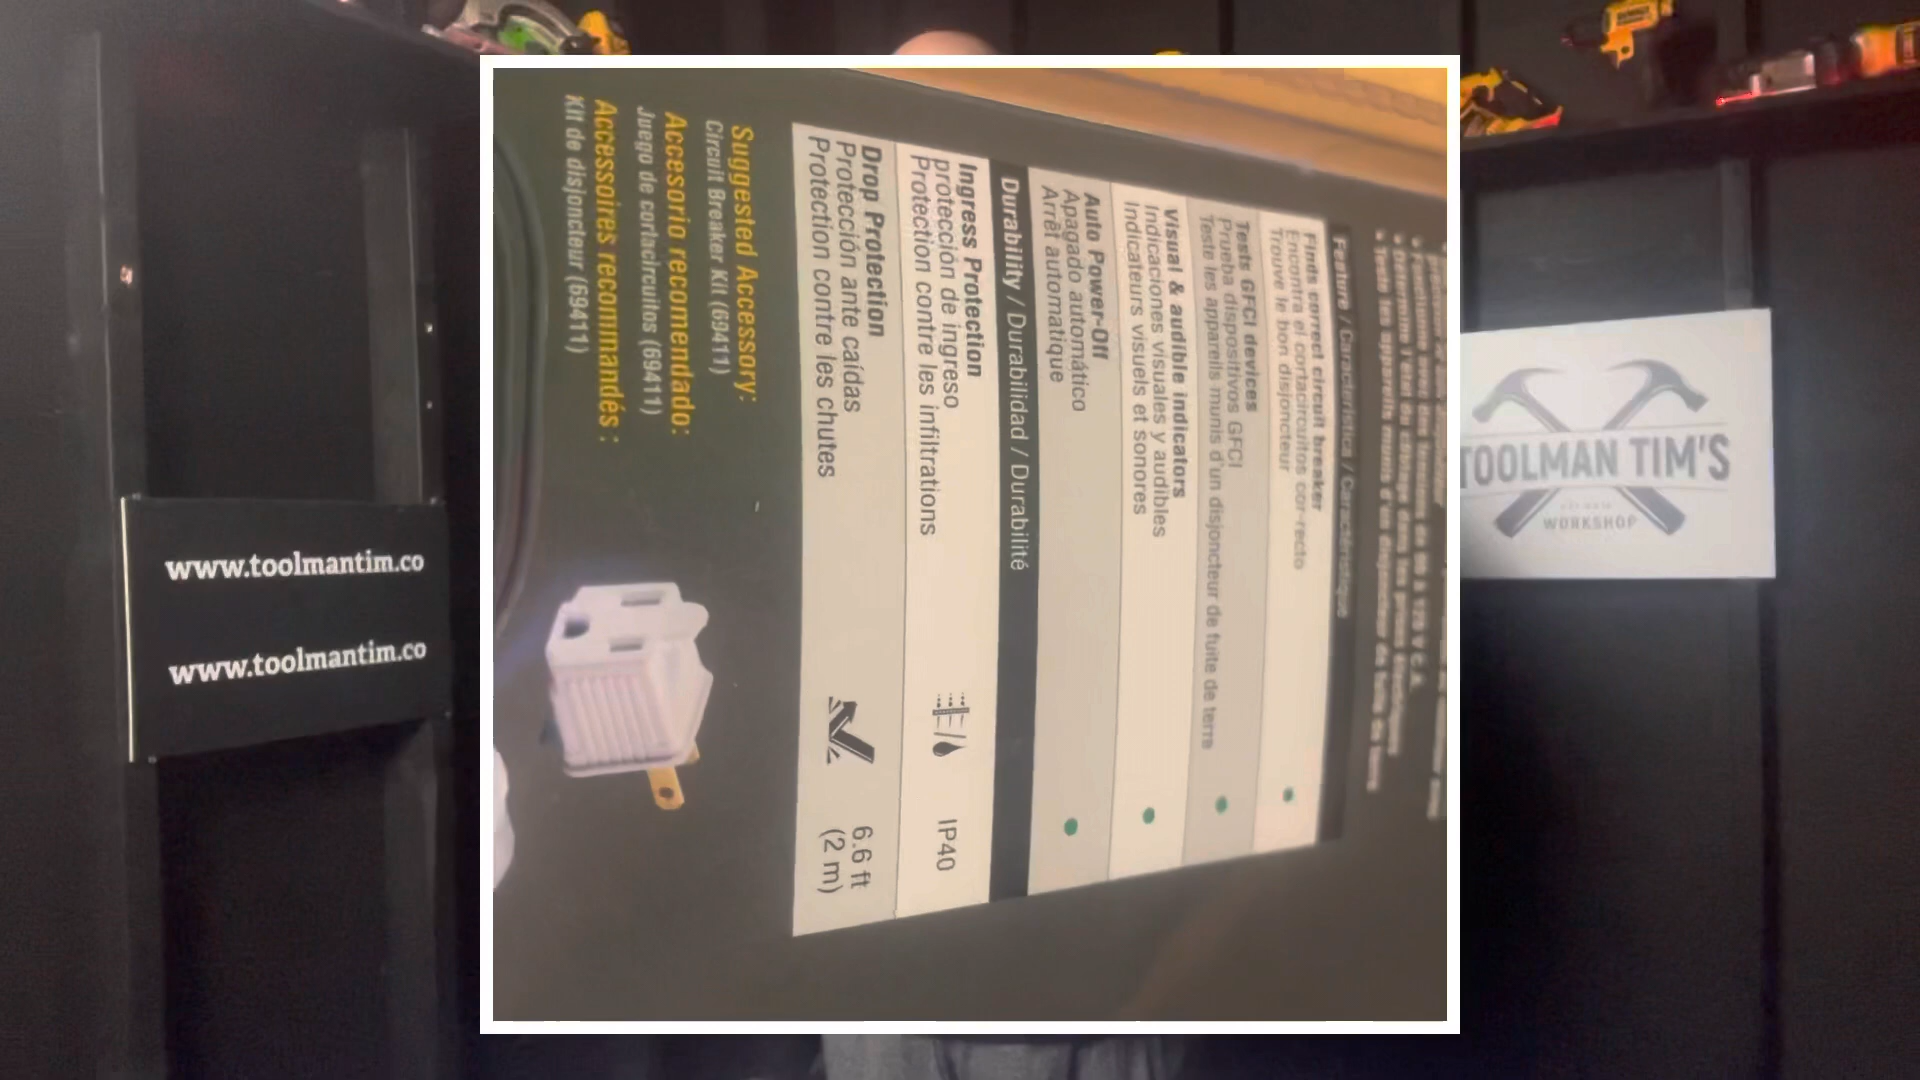 www.toolmantim.co
www.toolmantim.co
TOOLMAN TIM'S
WORKSHOP
Feature / Característica / Caractéristique
Finds correct circuit breaker
Encontra el cortacircuitos cor-recto
Trouve le bon disjoncteur
Tests GFCI devices
Prueba dispositivos GFCI
Teste les appareils munis d'un disjoncteur de fuite de terre
Visual & audible indicators
Indicaciones visuales y audibles
Indicateurs visuels et sonores
Auto Power-Off
Apagado automático
Arrêt automatique
Durability / Durabilidad / Durabilité
Ingress Protection
protección de ingreso
Protection contre les infiltrations
IP40
Drop Protection
Protección ante caídas
Protection contre les chutes
6.6 ft
(2 m)
Suggested Accessory:
Circuit Breaker Kit (69411)
Accesorio recomendado:
Juego de cortacircuitos (69411)
Accessoires recommandés :
Kit de disjoncteur (69411)